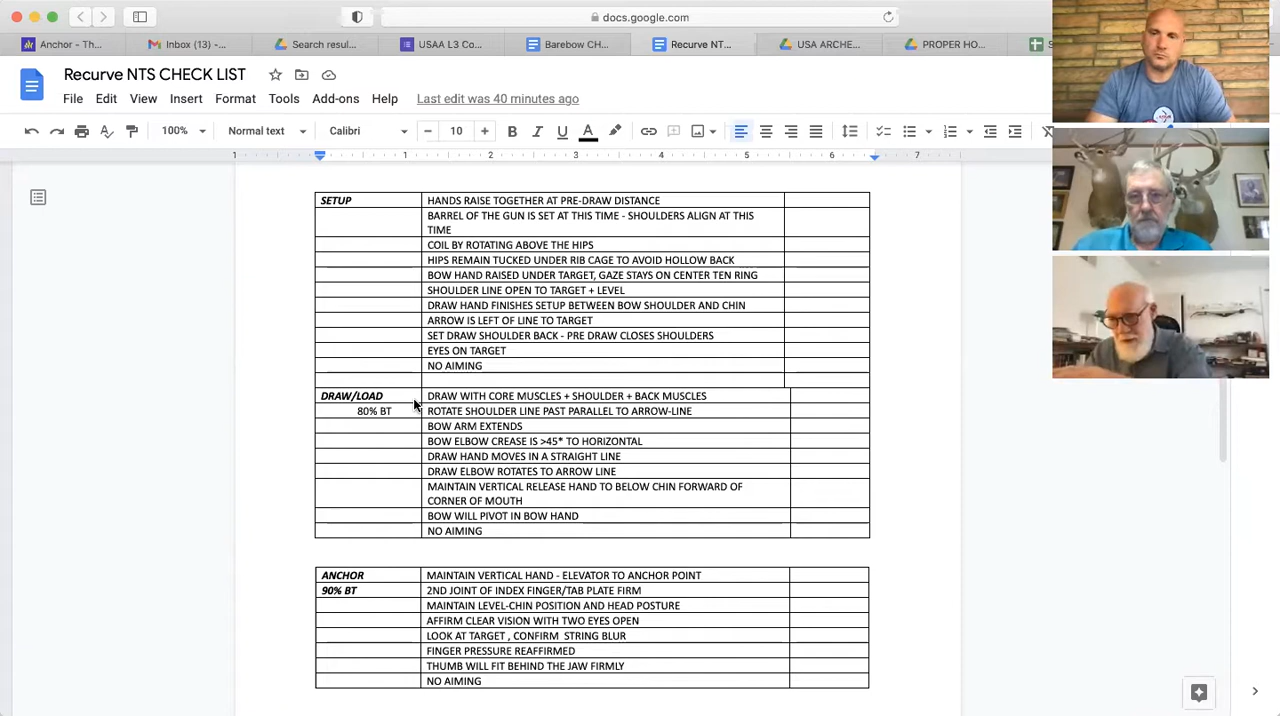 docs.google.com
Anchor - Th...
Inbox (13) -...
Search resul...
USAA L3 Co...
Barebow CH...
Recurve NT...
USA ARCHE...
PROPER HO...
Recurve NTS CHECK LIST
File Edit View Insert Format Tools Add-ons Help Last edit was 40 minutes ago
100% Normal text Calibri 10 B I U A
1 1 2 3 4 5 6 7
SETUP HANDS RAISE TOGETHER AT PRE-DRAW DISTANCE
BARREL OF THE GUN IS SET AT THIS TIME - SHOULDERS ALIGN AT THIS
TIME
COIL BY ROTATING ABOVE THE HIPS
HIPS REMAIN TUCKED UNDER RIB CAGE TO AVOID HOLLOW BACK
BOW HAND RAISED UNDER TARGET, GAZE STAYS ON CENTER TEN RING
SHOULDER LINE OPEN TO TARGET + LEVEL
DRAW HAND FINISHES SETUP BETWEEN BOW SHOULDER AND CHIN
ARROW IS LEFT OF LINE TO TARGET
SET DRAW SHOULDER BACK - PRE DRAW CLOSES SHOULDERS
EYES ON TARGET
NO AIMING
DRAW/LOAD DRAW WITH CORE MUSCLES + SHOULDER + BACK MUSCLES
80% BT ROTATE SHOULDER LINE PAST PARALLEL TO ARROW-LINE
BOW ARM EXTENDS
BOW ELBOW CREASE IS >45* TO HORIZONTAL
DRAW HAND MOVES IN A STRAIGHT LINE
DRAW ELBOW ROTATES TO ARROW LINE
MAINTAIN VERTICAL RELEASE HAND TO BELOW CHIN FORWARD OF
CORNER OF MOUTH
BOW WILL PIVOT IN BOW HAND
NO AIMING
ANCHOR MAINTAIN VERTICAL HAND - ELEVATOR TO ANCHOR POINT
90% BT 2ND JOINT OF INDEX FINGER/TAB PLATE FIRM
MAINTAIN LEVEL-CHIN POSITION AND HEAD POSTURE
AFFIRM CLEAR VISION WITH TWO EYES OPEN
LOOK AT TARGET , CONFIRM STRING BLUR
FINGER PRESSURE REAFFIRMED
THUMB WILL FIT BEHIND THE JAW FIRMLY
NO AIMING